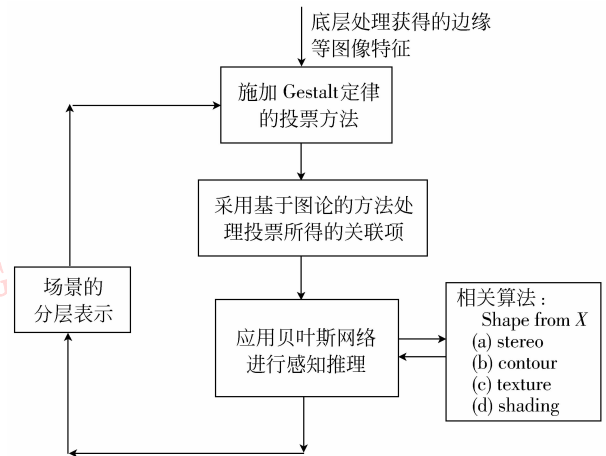 底层处理获得的边缘
等图像特征
施加 Gestalt定律
的投票方法
采用基于图论的方法处
理投票所得的关联项
场景的
分层表示
应用贝叶斯网络
进行感知推理
相关算法：
Shape from X
(a) stereo
(b) contour
(c) texture
(d) shading